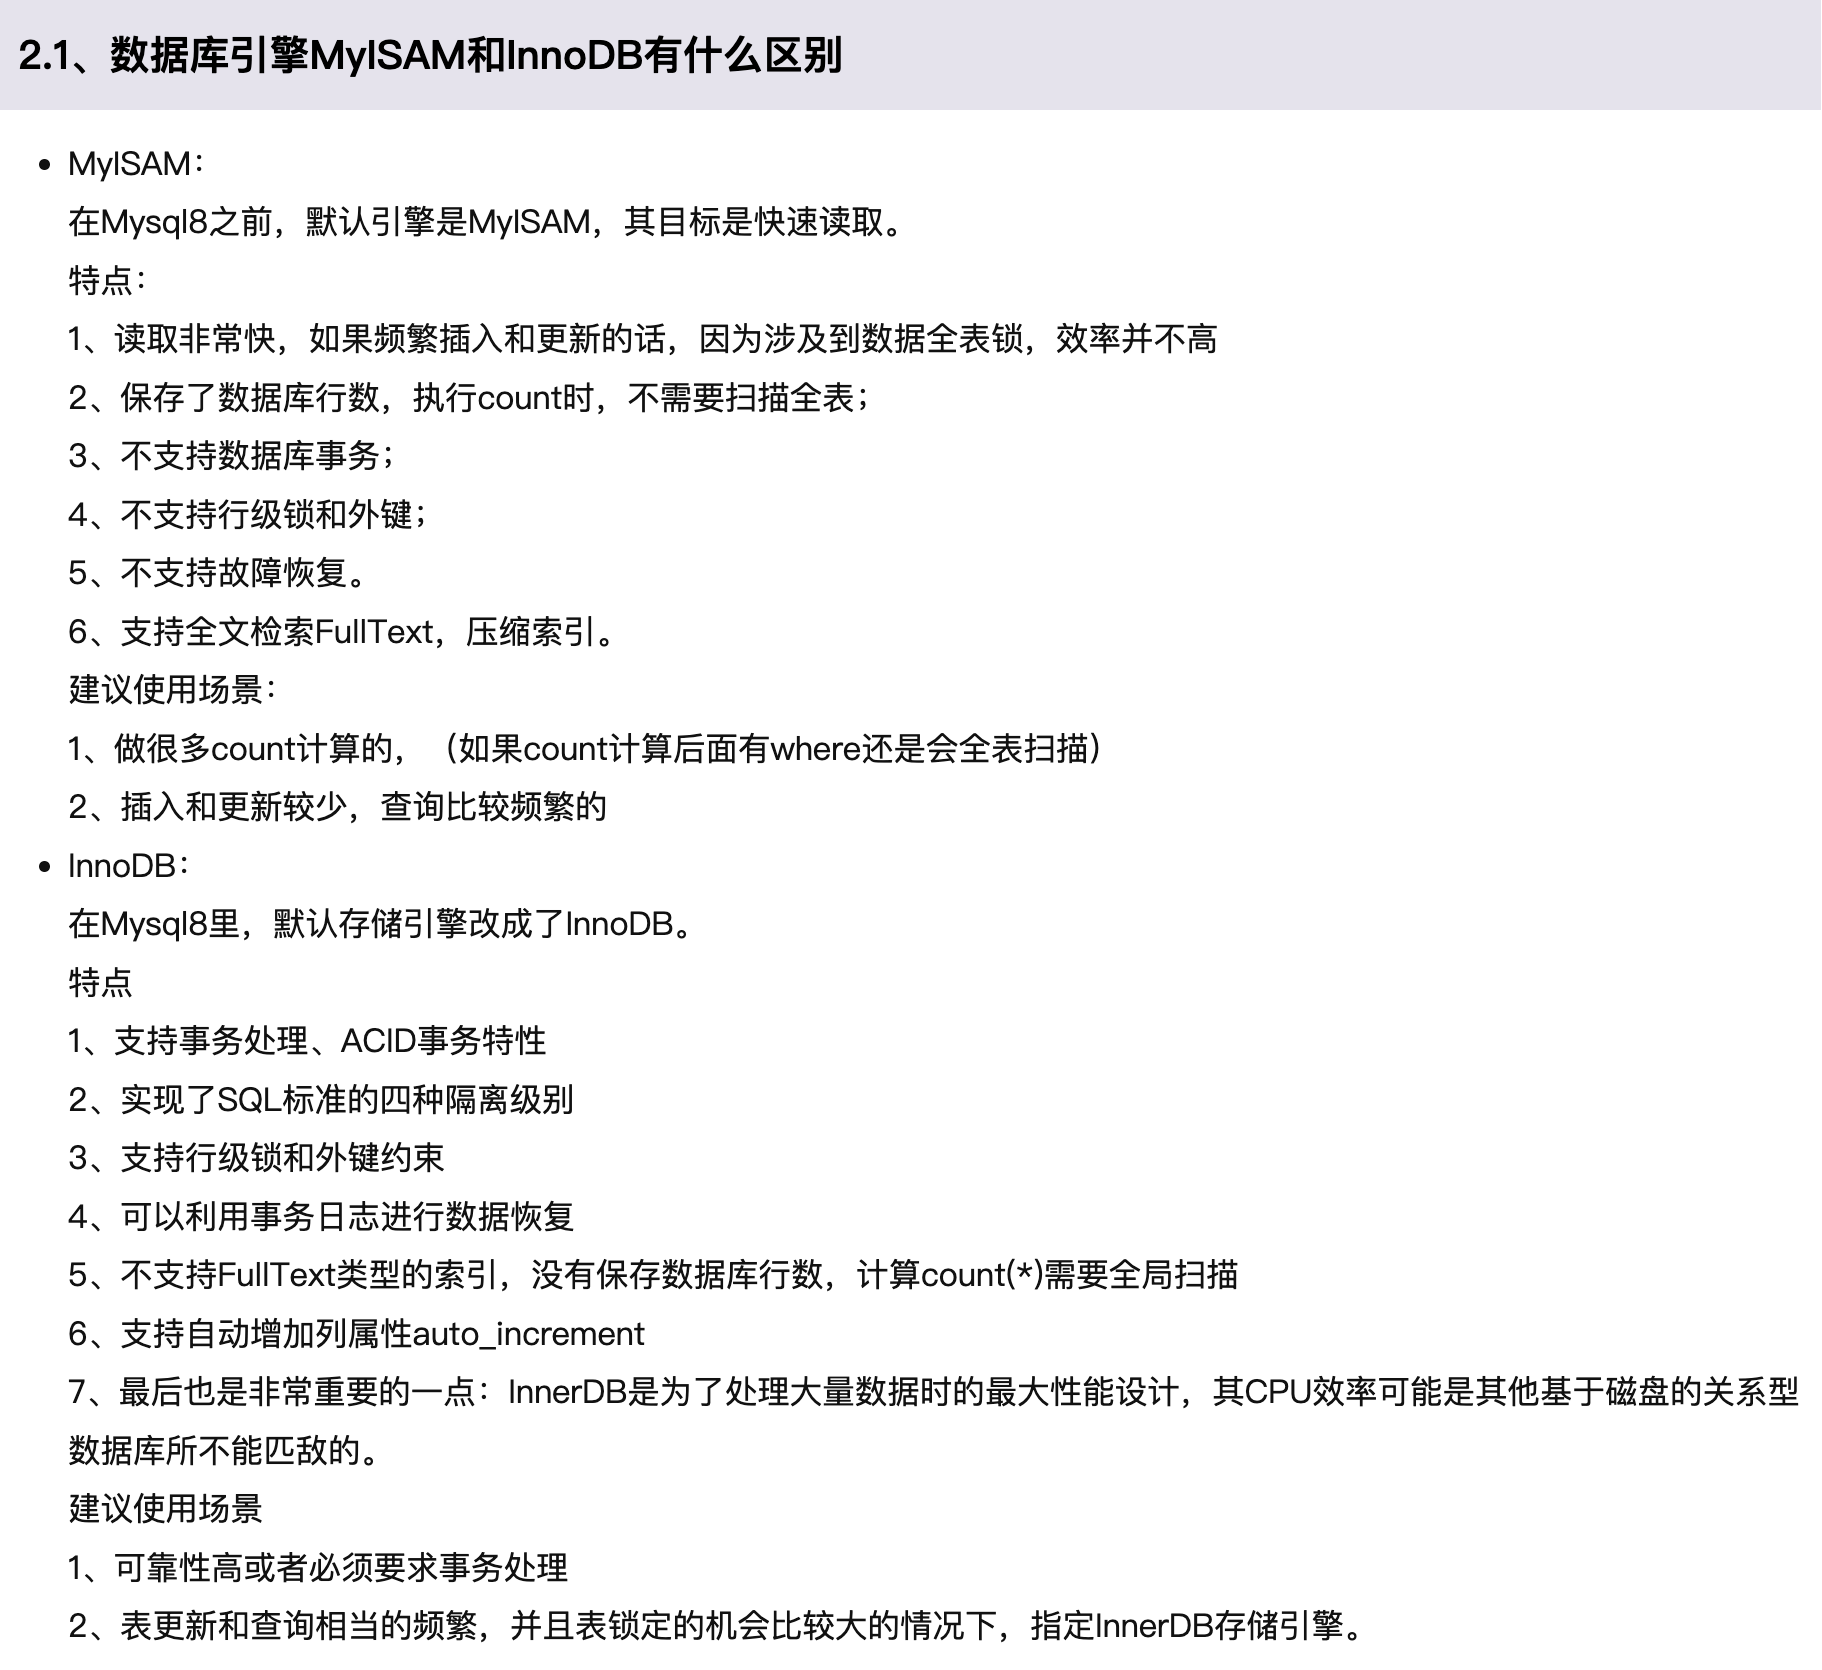 2.1、数据库引擎MyISAM和InnoDB有什么区别
MyISAM：
在Mysql8之前，默认引擎是MyISAM，其目标是快速读取。
特点：
1、读取非常快，如果频繁插入和更新的话，因为涉及到数据全表锁，效率并不高
2、保存了数据库行数，执行count时，不需要扫描全表；
3、不支持数据库事务；
4、不支持行级锁和外键；
5、不支持故障恢复。
6、支持全文检索FullText，压缩索引。
建议使用场景：
1、做很多count计算的，（如果count计算后面有where还是会全表扫描）
2、插入和更新较少，查询比较频繁的
InnoDB：
在Mysql8里，默认存储引擎改成了InnoDB。
特点
1、支持事务处理、ACID事务特性
2、实现了SQL标准的四种隔离级别
3、支持行级锁和外键约束
4、可以利用事务日志进行数据恢复
5、不支持FullText类型的索引，没有保存数据库行数，计算count(*)需要全局扫描
6、支持自动增加列属性auto_increment
7、最后也是非常重要的一点：InnerDB是为了处理大量数据时的最大性能设计，其CPU效率可能是其他基于磁盘的关系型
数据库所不能匹敌的。
建议使用场景
1、可靠性高或者必须要求事务处理
2、表更新和查询相当的频繁，并且表锁定的机会比较大的情况下，指定InnerDB存储引擎。